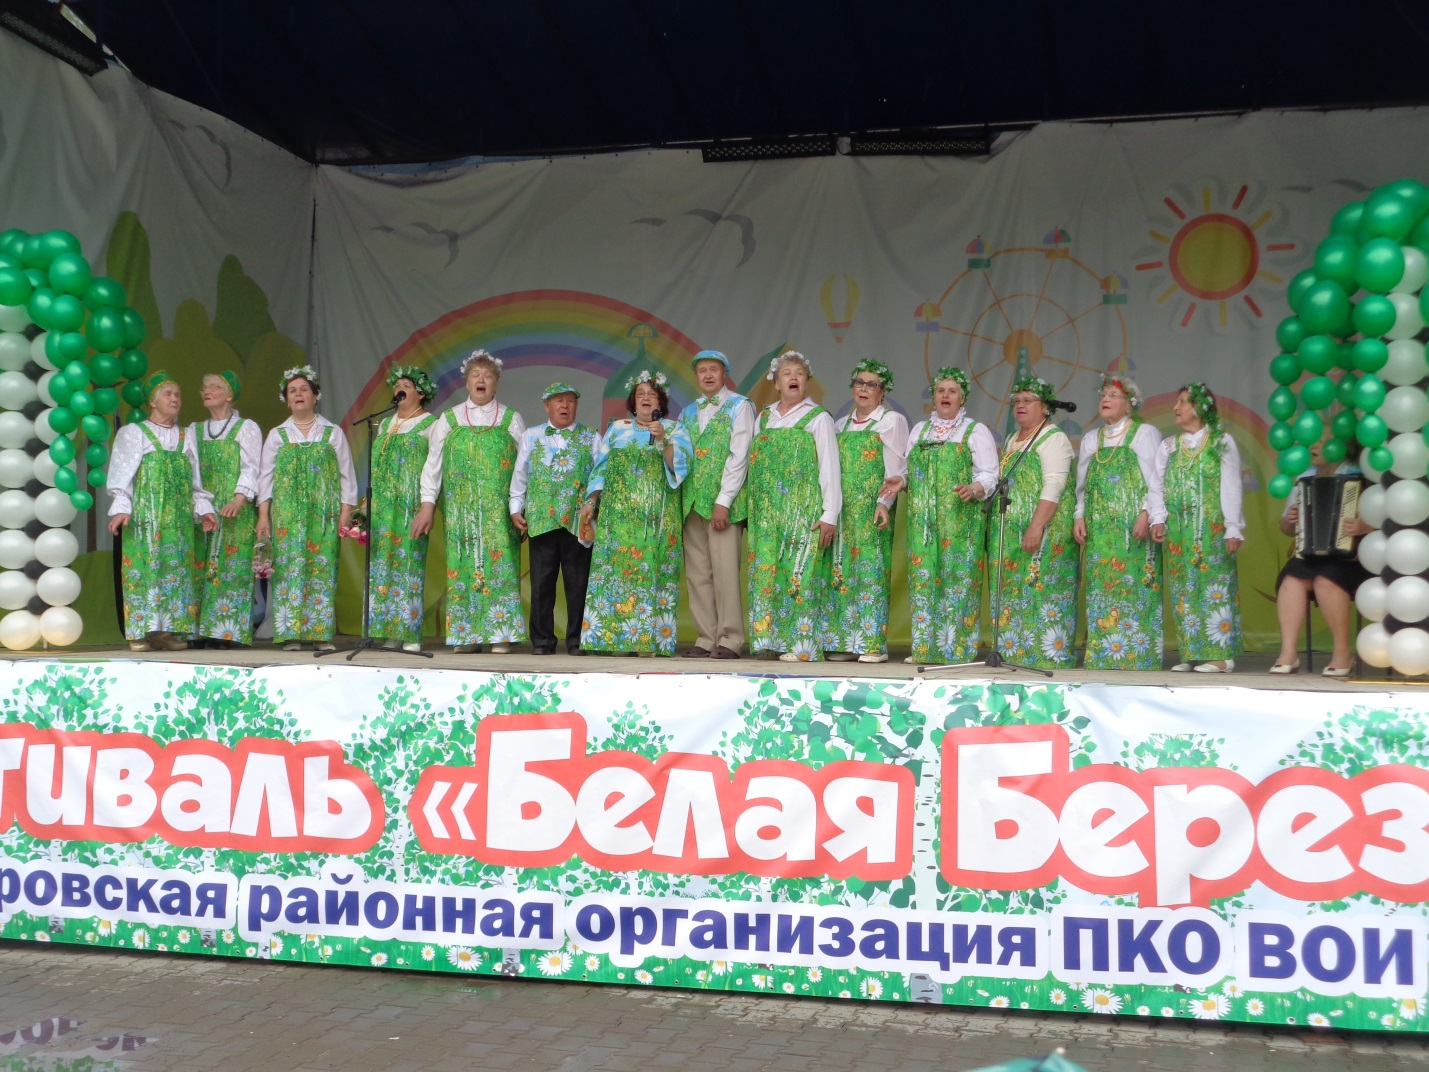 тиваль «Белая Берез
ровская районная организация ПКО ВОИ